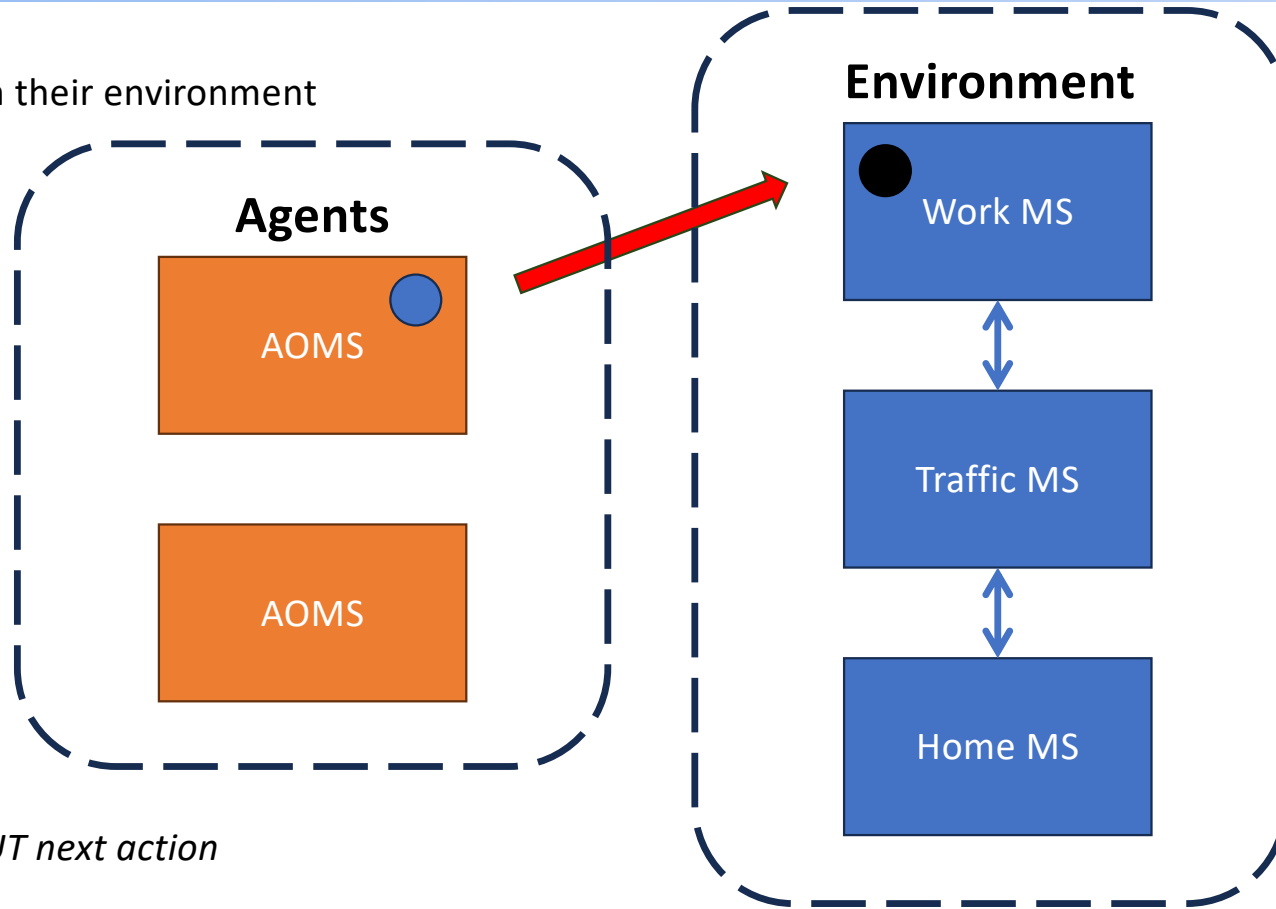 their environment
Agents
AOMS
AOMS
next action
Environment
Work MS
Traffic MS
Home MS